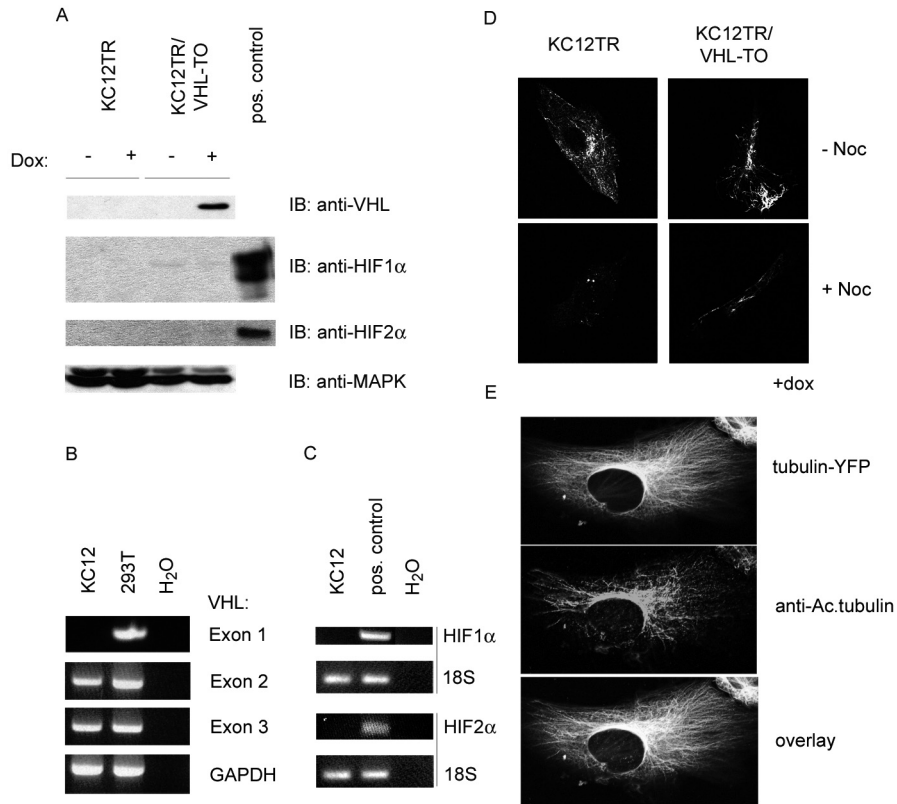 A
KC12TR
KC12TR/
VHL-TO
pos. control
Dox: - + - +
IB: anti-VHL
IB: anti-HIF1α
IB: anti-HIF2α
IB: anti-MAPK
B
KC12
293T
H2O
VHL:
Exon 1
Exon 2
Exon 3
GAPDH
C
KC12
pos. control
H2O
HIF1α
18S
HIF2α
18S
D
KC12TR
KC12TR/
VHL-TO
- Noc
+ Noc
+dox
E
tubulin-YFP
anti-Ac.tubulin
overlay